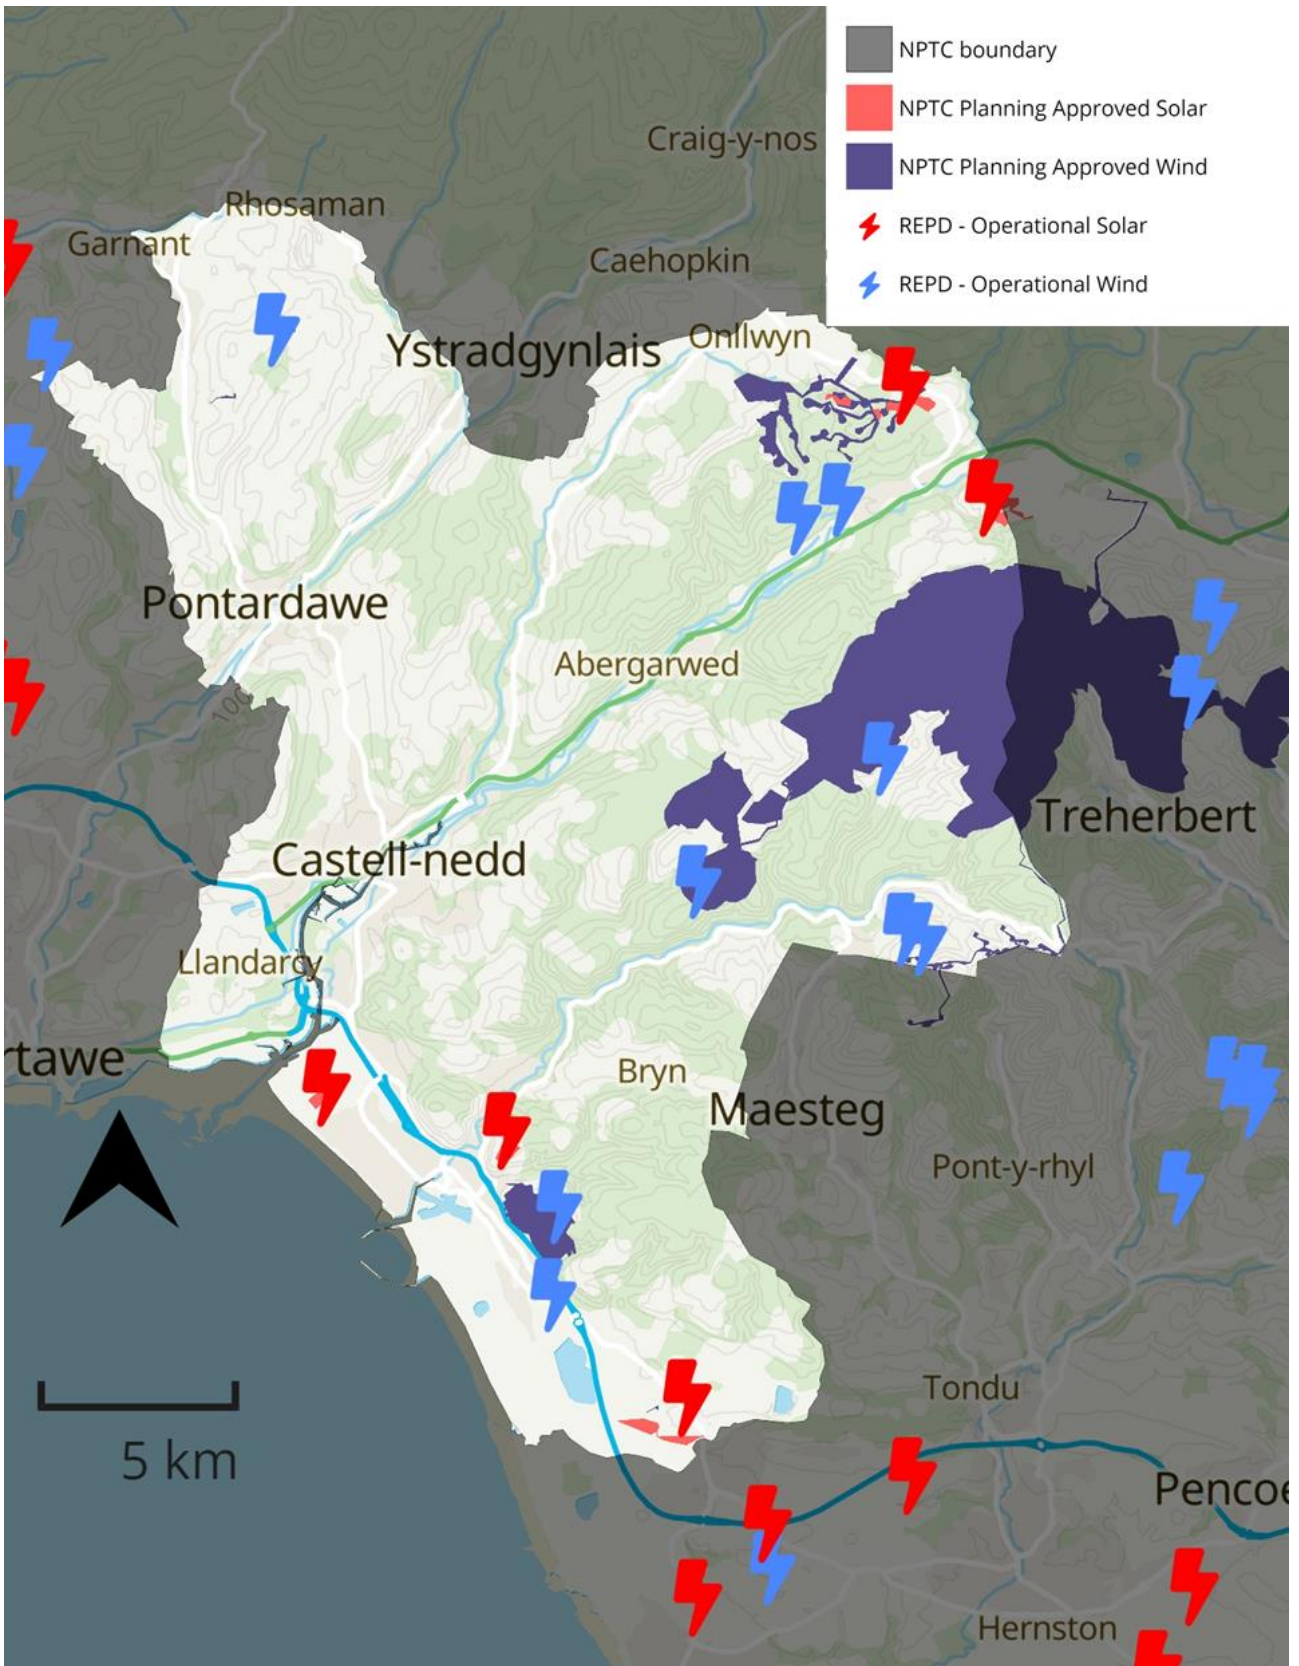 NPTC boundary
NPTC Planning Approved Solar
NPTC Planning Approved Wind
REPD - Operational Solar
REPD - Operational Wind
Craig-y-nos
Rhosaman
Garnant
Caehopkin
Onllwyn
Ystradgynlais
Pontardawe
Abergarwed
100
Treherbert
Castell-nedd
Llandarcy
rtawe
Bryn
Maesteg
Pont-y-rhyl
Tondu
5 km
Pencoe
Hernston